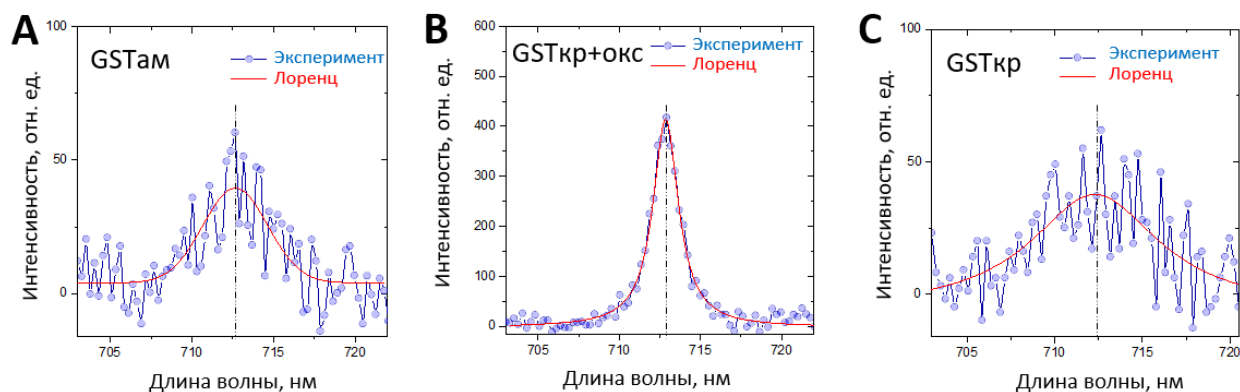 A
GSTам
Эксперимент
Лоренц
Интенсивность, отн. ед.
100
50
0
705
710
715
720
Длина волны, нм
B
GSTкр+окс
Эксперимент
Лоренц
Интенсивность, отн. ед.
600
500
400
300
200
100
0
705
710
715
720
Длина волны, нм
C
GSTкр
Эксперимент
Лоренц
Интенсивность, отн. ед.
100
50
0
705
710
715
720
Длина волны, нм